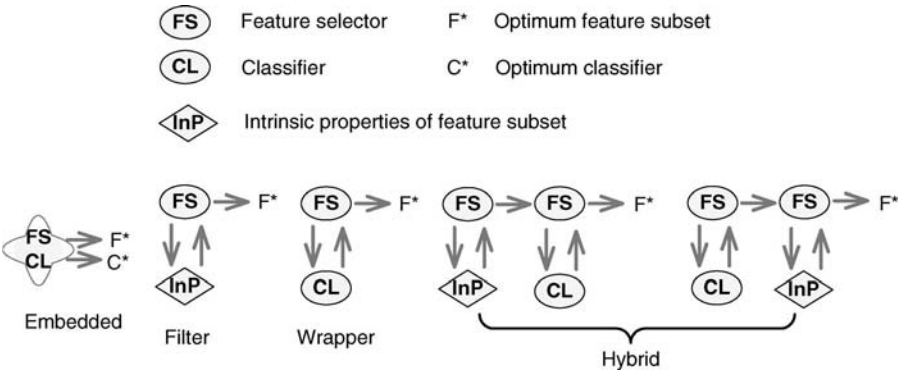 FS Feature selector F* Optimum feature subset
CL Classifier C* Optimum classifier
InP Intrinsic properties of feature subset
FS F* FS F* FS FS F* FS FS F*
FS F*
CL C*
InP CL InP CL CL InP
Embedded Filter Wrapper
Hybrid